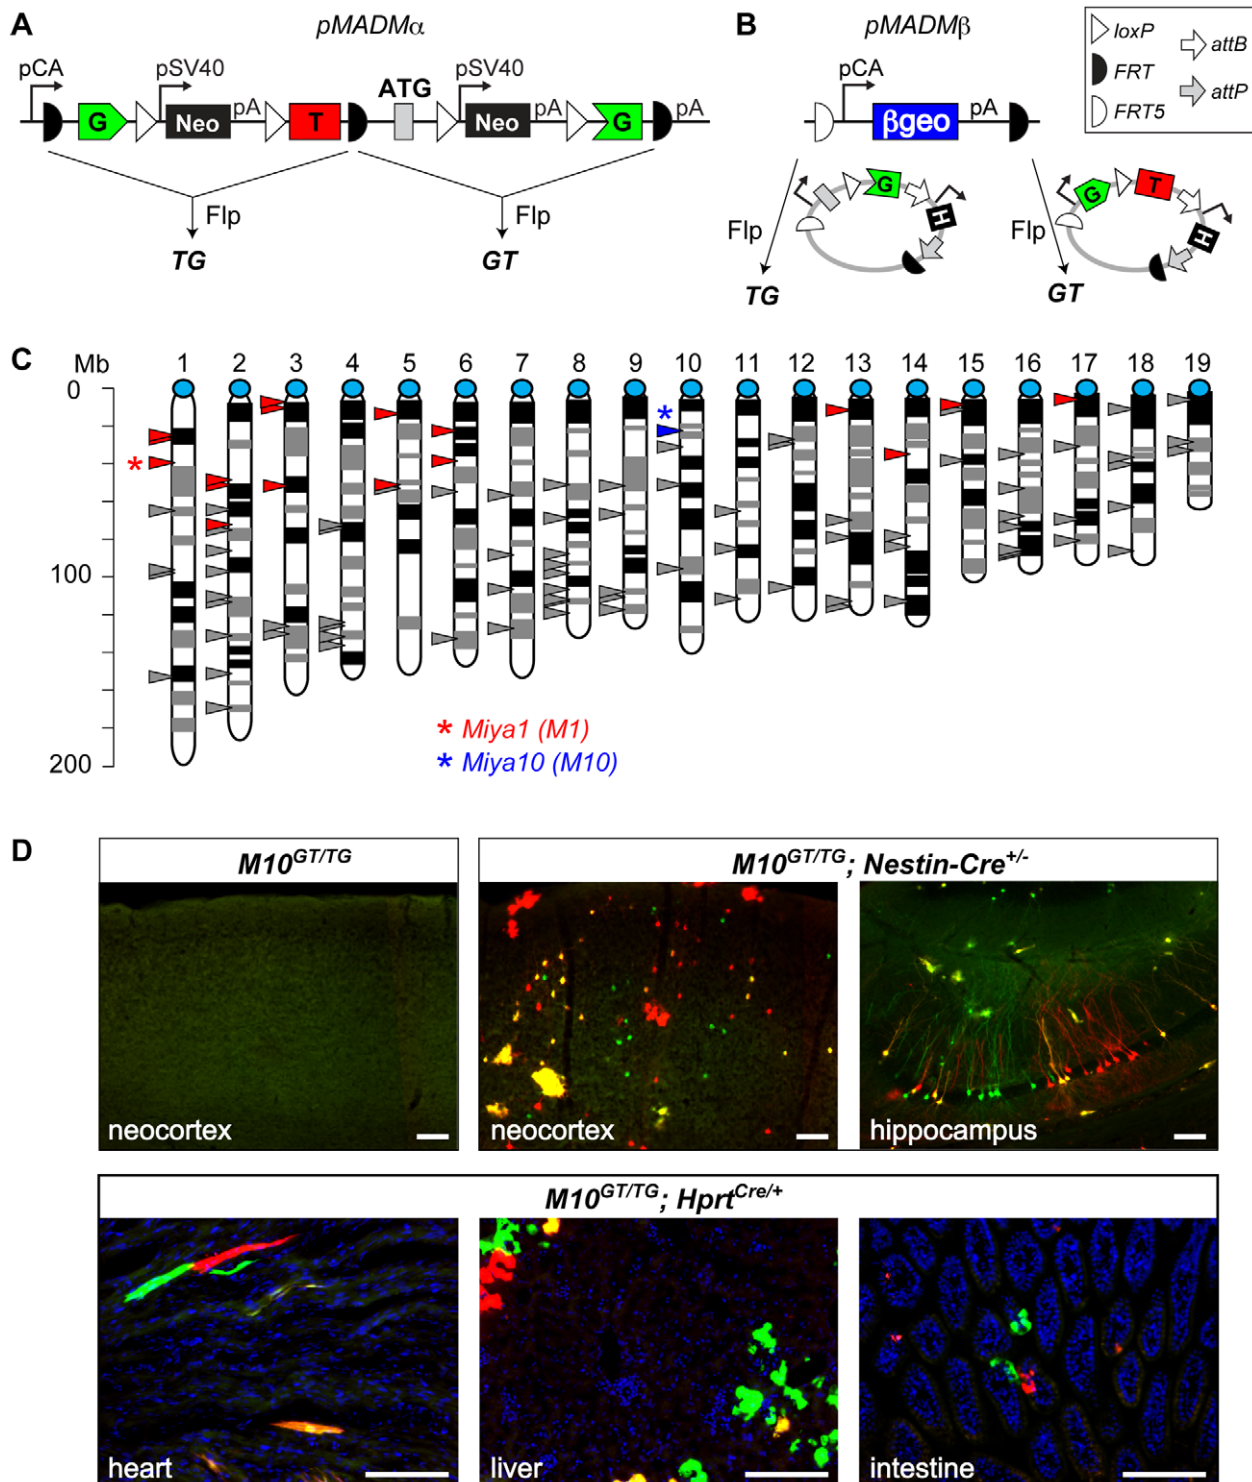 A pMADMα
pCA pSV40 ATG pSV40
G Neo pA T Neo pA G pA
Flp Flp
TG GT
B pMADMβ
pCA
βgeo pA
loxP attB
FRT attP
FRT5
G H G T H
Flp Flp
TG GT
C Mb 1 2 3 4 5 6 7 8 9 10 11 12 13 14 15 16 17 18 19
0
*
*
100
* Miya1 (M1)
* Miya10 (M10)
200
D
M10GT/TG M10GT/TG; Nestin-Cre+/-
neocortex neocortex hippocampus
M10GT/TG; HprtCre/+
heart liver intestine